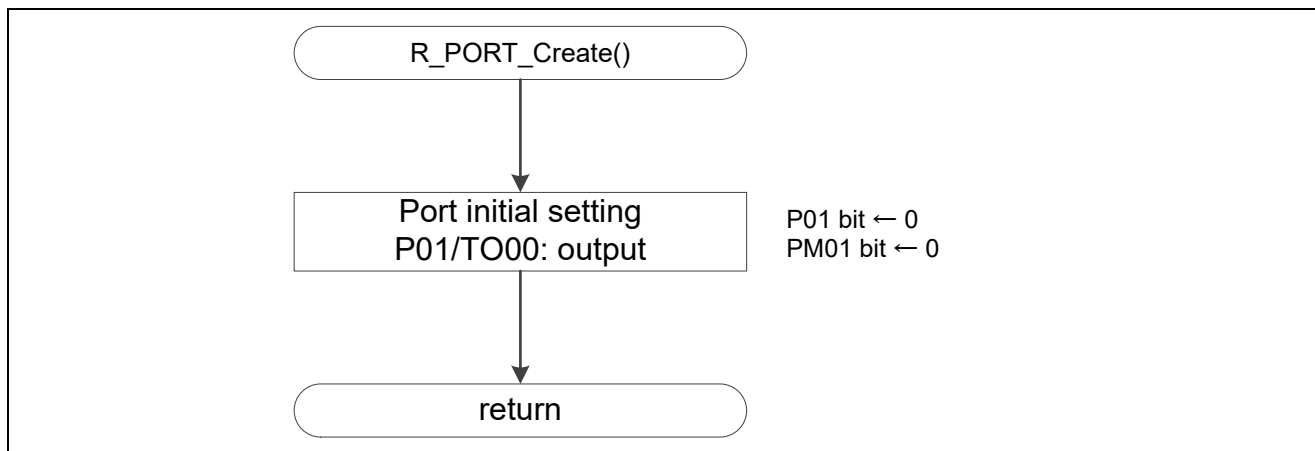 R_PORT_Create()
Port initial setting
P01/TO00: output
P01 bit ← 0
PM01 bit ← 0
return